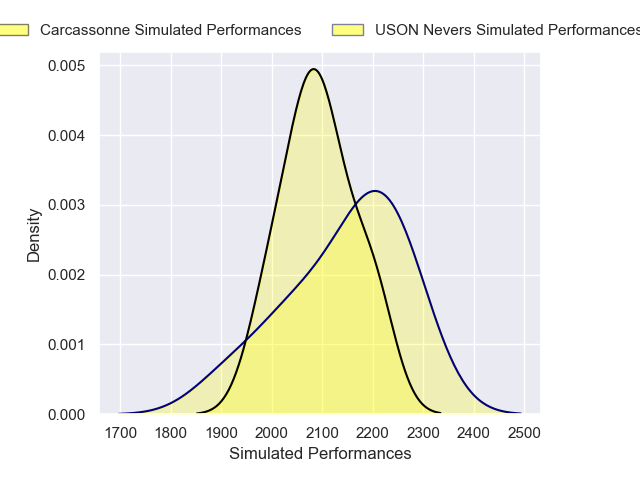 Carcassonne Simulated Performances USON Nevers Simulated Performances
0.005
0.004
0.003
0.002
0.001
0.000
Density
1700 1800 1900 2000 2100 2200 2300 2400 2500
Simulated Performances